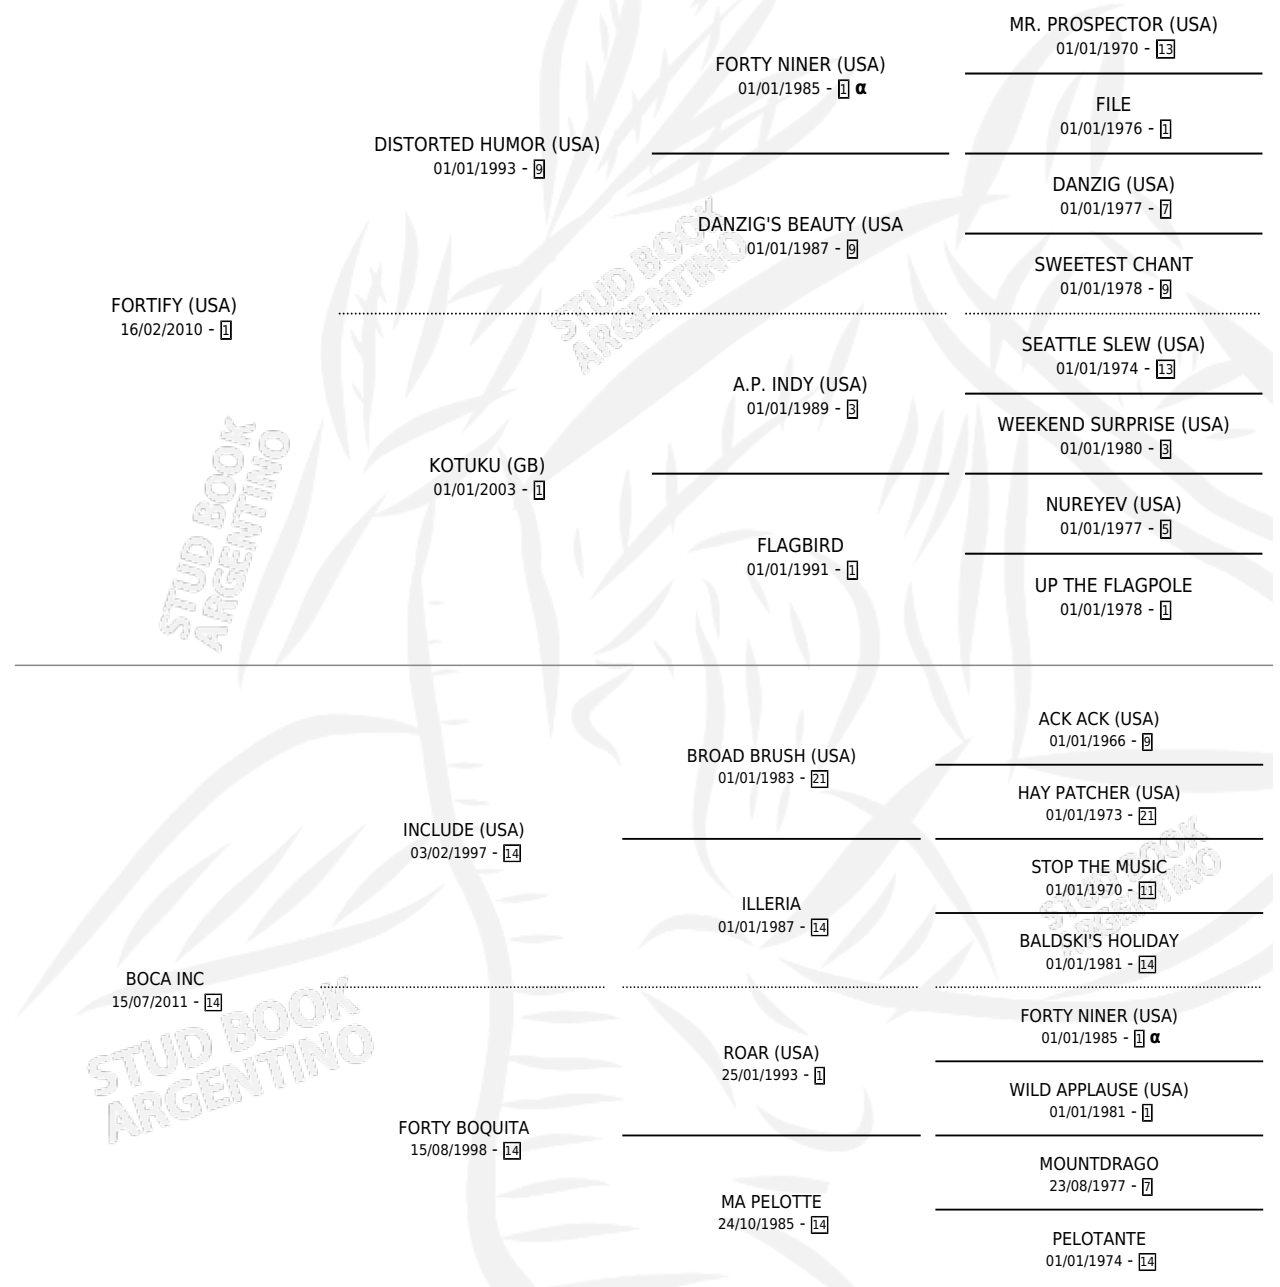 MR. PROSPECTOR (USA)
01/01/1970 - 13
FORTY NINER (USA)
01/01/1985 - 1 α
FILE
01/01/1976 - 1
DISTORTED HUMOR (USA)
01/01/1993 - 9
DANZIG (USA)
01/01/1977 - 7
DANZIG'S BEAUTY (USA
01/01/1987 - 9
SWEETEST CHANT
01/01/1978 - 9
FORTIFY (USA)
16/02/2010 - 1
SEATTLE SLEW (USA)
01/01/1974 - 13
A.P. INDY (USA)
01/01/1989 - 3
WEEKEND SURPRISE (USA)
01/01/1980 - 3
KOTUKU (GB)
01/01/2003 - 1
NUREYEV (USA)
01/01/1977 - 5
FLAGBIRD
01/01/1991 - 1
UP THE FLAGPOLE
01/01/1978 - 1
ACK ACK (USA)
01/01/1966 - 9
BROAD BRUSH (USA)
01/01/1983 - 21
HAY PATCHER (USA)
01/01/1973 - 21
INCLUDE (USA)
03/02/1997 - 14
STOP THE MUSIC
01/01/1970 - 11
ILLERIA
01/01/1987 - 14
BALDSKI'S HOLIDAY
01/01/1981 - 14
BOCA INC
15/07/2011 - 14
FORTY NINER (USA)
01/01/1985 - 1 α
ROAR (USA)
25/01/1993 - 1
WILD APPLAUSE (USA)
01/01/1981 - 1
FORTY BOQUITA
15/08/1998 - 14
MOUNTDRAGO
23/08/1977 - 7
MA PELOTTE
24/10/1985 - 14
PELOTANTE
01/01/1974 - 14
STUD BOOK
ARGENTINO
STUD BOOK
ARGENTINO
STUD BOOK
ARGENTINO
STUD BOOK
ARGENTINO